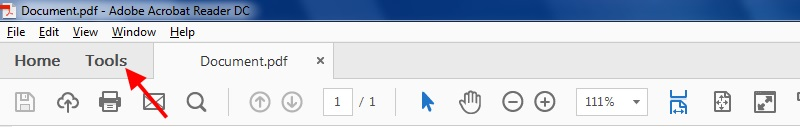 Document.pdf - Adobe Acrobat Reader DC
File Edit View Window Help
Home Tools Document.pdf ×
1 / 1 111%